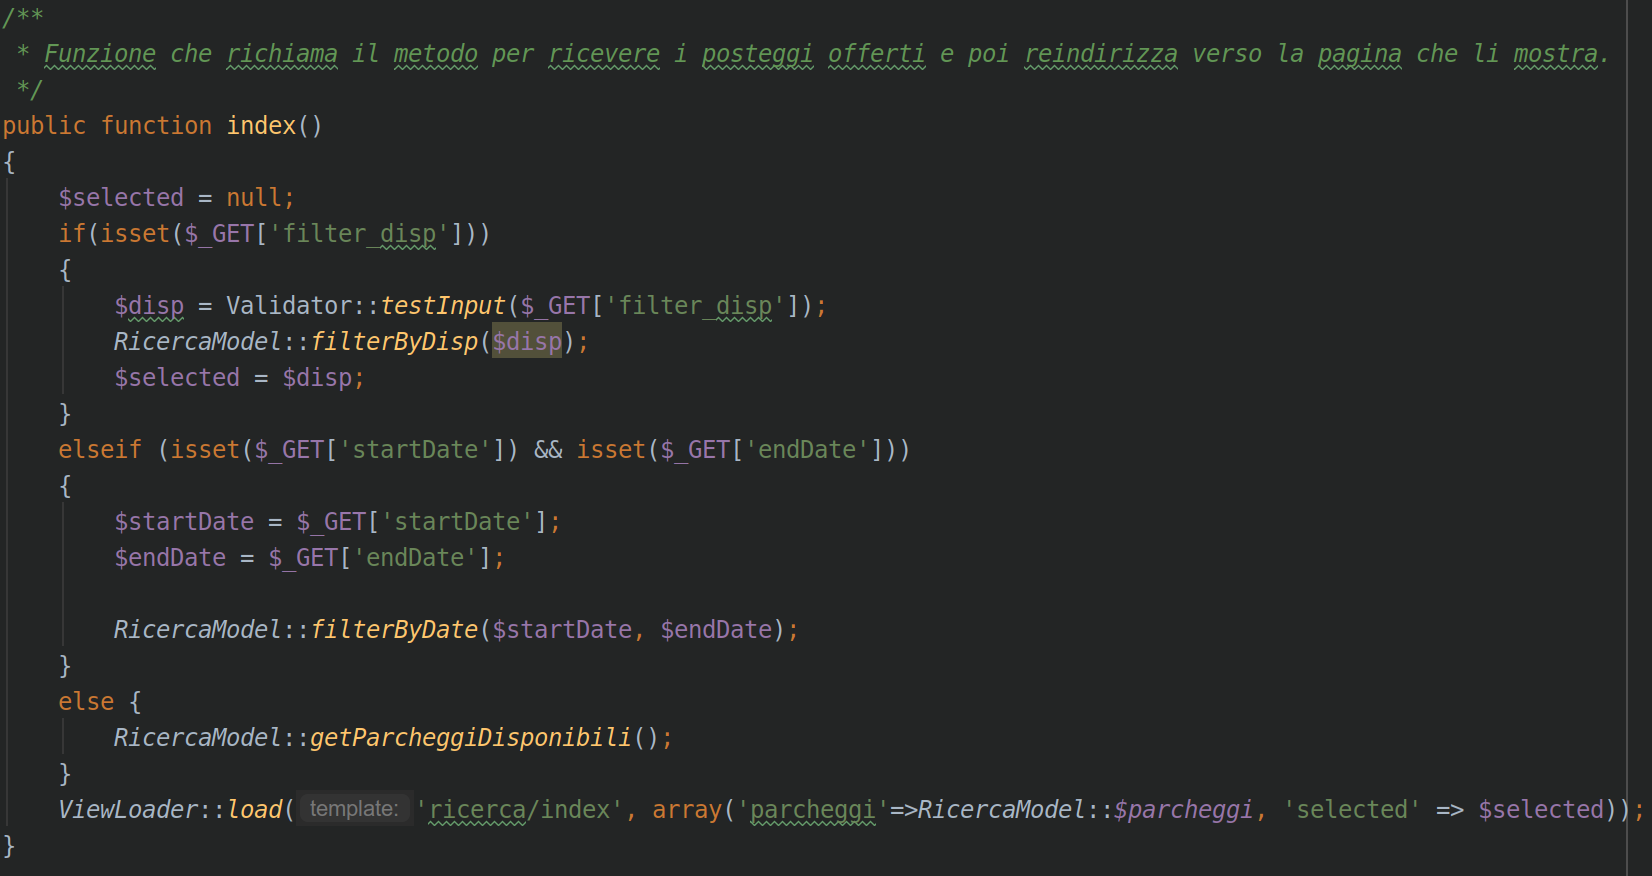 /**
 * Funzione che richiama il metodo per ricevere i posteggi offerti e poi reindirizza verso la pagina che li mostra.
 */
public function index()
{
    $selected = null;
    if(isset($_GET['filter_disp']))
    {
        $disp = Validator::testInput($_GET['filter_disp']);
        RicercaModel::filterByDisp($disp);
        $selected = $disp;
    }
    elseif (isset($_GET['startDate']) && isset($_GET['endDate']))
    {
        $startDate = $_GET['startDate'];
        $endDate = $_GET['endDate'];

        RicercaModel::filterByDate($startDate, $endDate);
    }
    else {
        RicercaModel::getParcheggiDisponibili();
    }
    ViewLoader::load( template: 'ricerca/index', array('parcheggi'=>RicercaModel::$parcheggi, 'selected' => $selected));
}